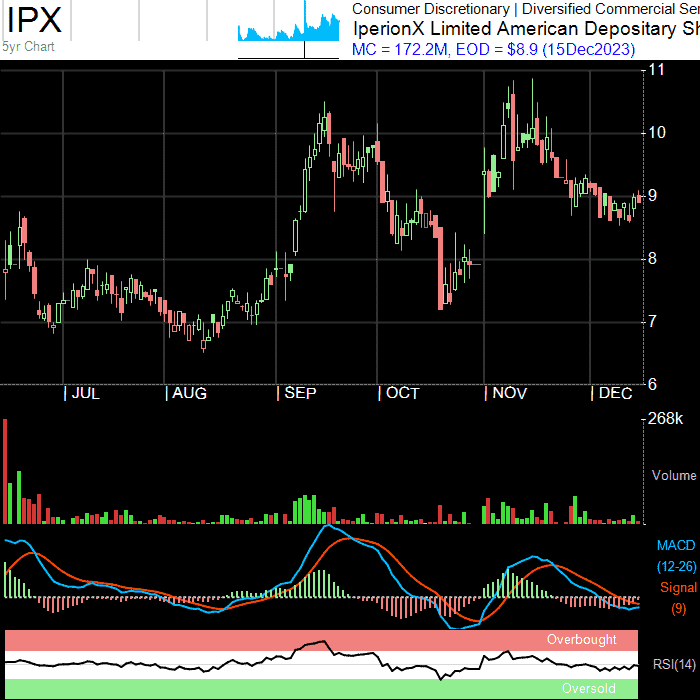 IPX
5yr Chart
Consumer Discretionary | Diversified Commercial Ser
IperionX Limited American Depositary Sh
MC = 172.2M, EOD = $8.9 (15Dec2023)
11
10
9
8
7
6
| JUL | AUG | SEP | OCT | NOV | DEC
268k
Volume
MACD
(12-26)
Signal
(9)
Overbought
RSI(14)
Oversold